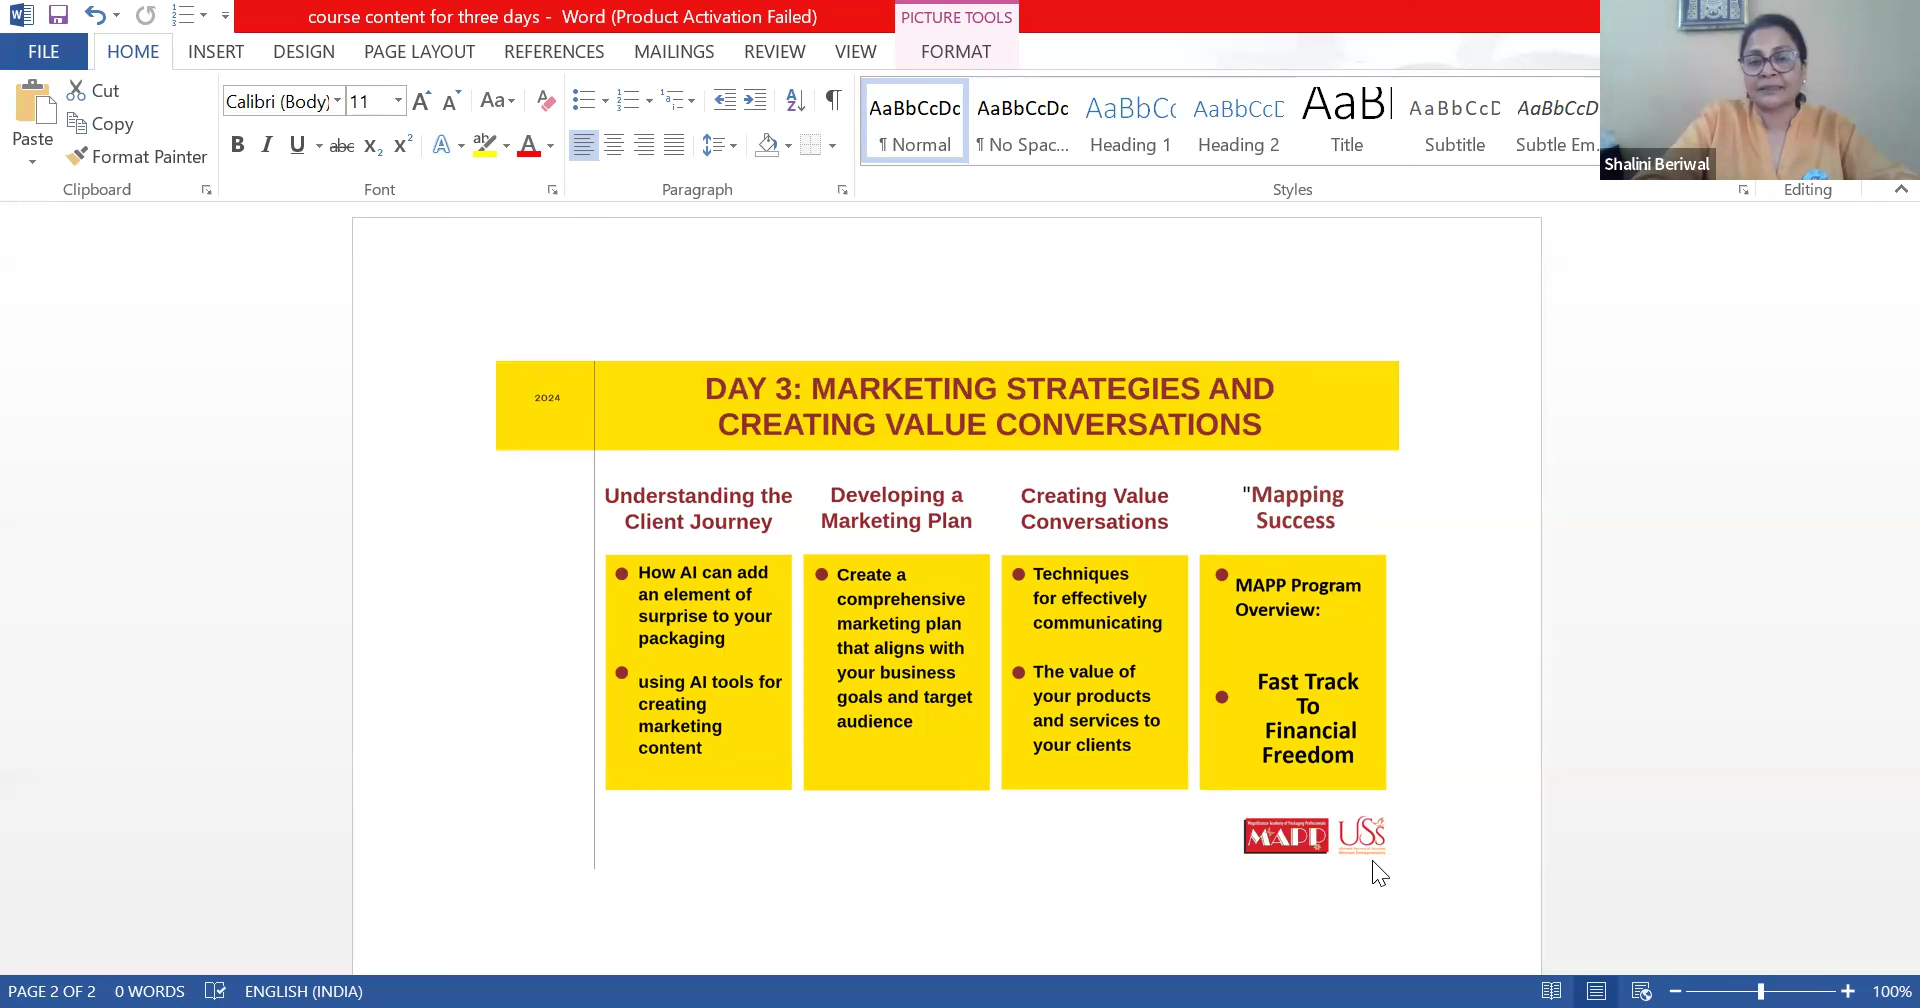 course content for three days - Word (Product Activation Failed)
PICTURE TOOLS
FILE
HOME
INSERT
DESIGN
PAGE LAYOUT
REFERENCES
MAILINGS
REVIEW
VIEW
FORMAT
Paste
Cut
Copy
Format Painter
Clipboard
Calibri (Body)
11
Font
Paragraph
AaBbCcDc
¶ Normal
AaBbCcDc
¶ No Spac...
AaBbCc
Heading 1
AaBbCcD
Heading 2
AaB
Title
AaBbCcD
Subtitle
AaBbCcD
Subtle Em...
Styles
Editing
Shalini Beriwal
2024
DAY 3: MARKETING STRATEGIES AND
CREATING VALUE CONVERSATIONS
Understanding the
Client Journey
How AI can add
an element of
surprise to your
packaging
using AI tools for
creating
marketing
content
Developing a
Marketing Plan
Create a
comprehensive
marketing plan
that aligns with
your business
goals and target
audience
Creating Value
Conversations
Techniques
for effectively
communicating
The value of
your products
and services to
your clients
"Mapping
Success
MAPP Program
Overview:
Fast Track
To
Financial
Freedom
MAPP
USS
PAGE 2 OF 2
0 WORDS
ENGLISH (INDIA)
100%